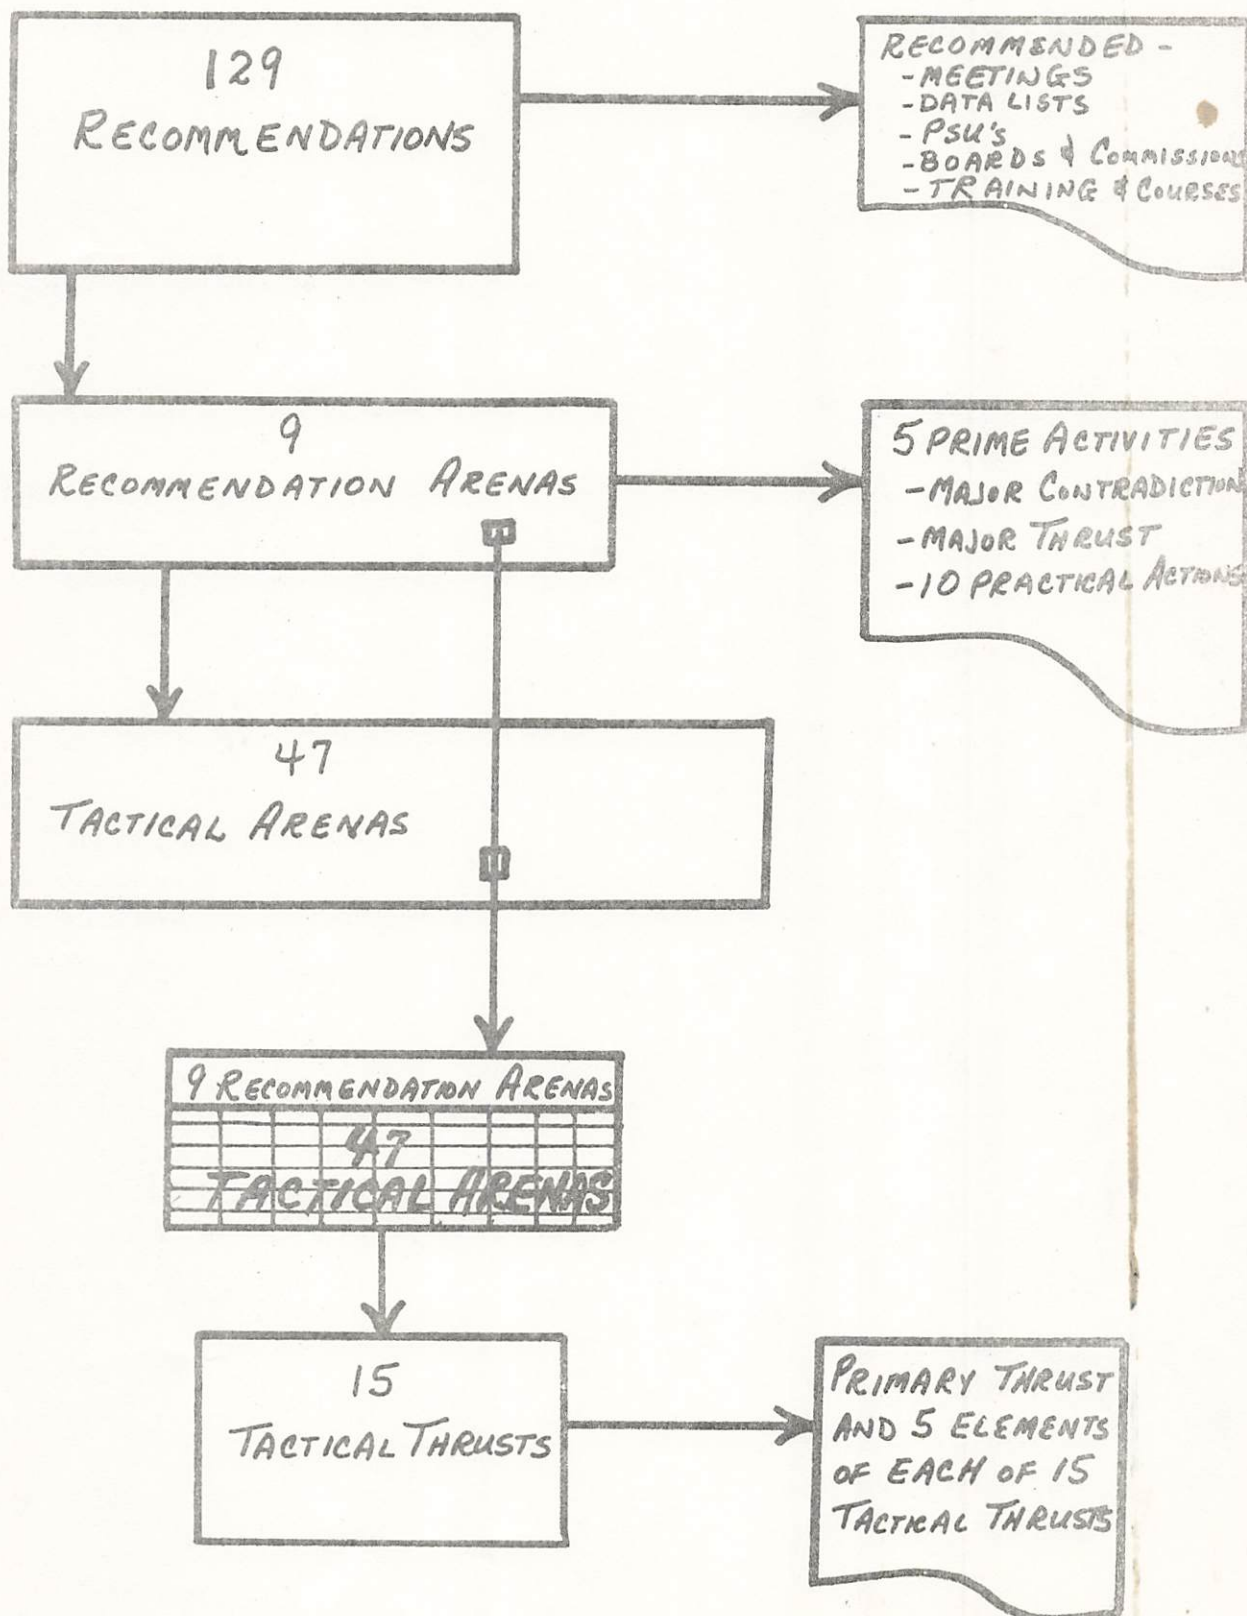 129
RECOMMENDATIONS
RECOMMENDED -
-MEETINGS
-DATA LISTS
-PSU'S
-BOARDS & COMMISSIONS
-TRAINING & COURSES
9
RECOMMENDATION ARENAS
5 PRIME ACTIVITIES
-MAJOR CONTRADICTION
-MAJOR THRUST
-10 PRACTICAL ACTIONS
47
TACTICAL ARENAS
9 RECOMMENDATION ARENAS
47
TACTICAL ARENAS
15
TACTICAL THRUSTS
PRIMARY THRUST
AND 5 ELEMENTS
OF EACH OF 15
TACTICAL THRUSTS